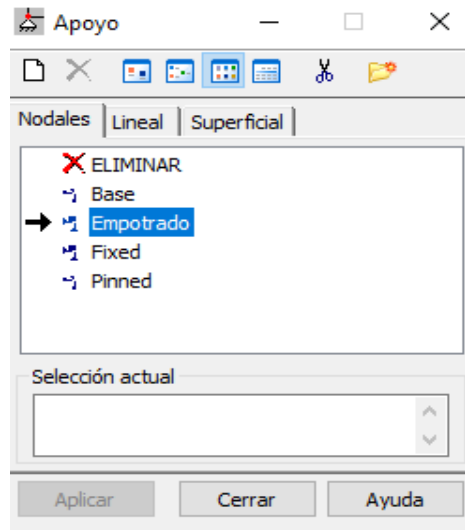 Apoyo
Nodales Lineal Superficial
ELIMINAR
Base
Empotrado
Fixed
Pinned
Selección actual
Aplicar Cerrar Ayuda